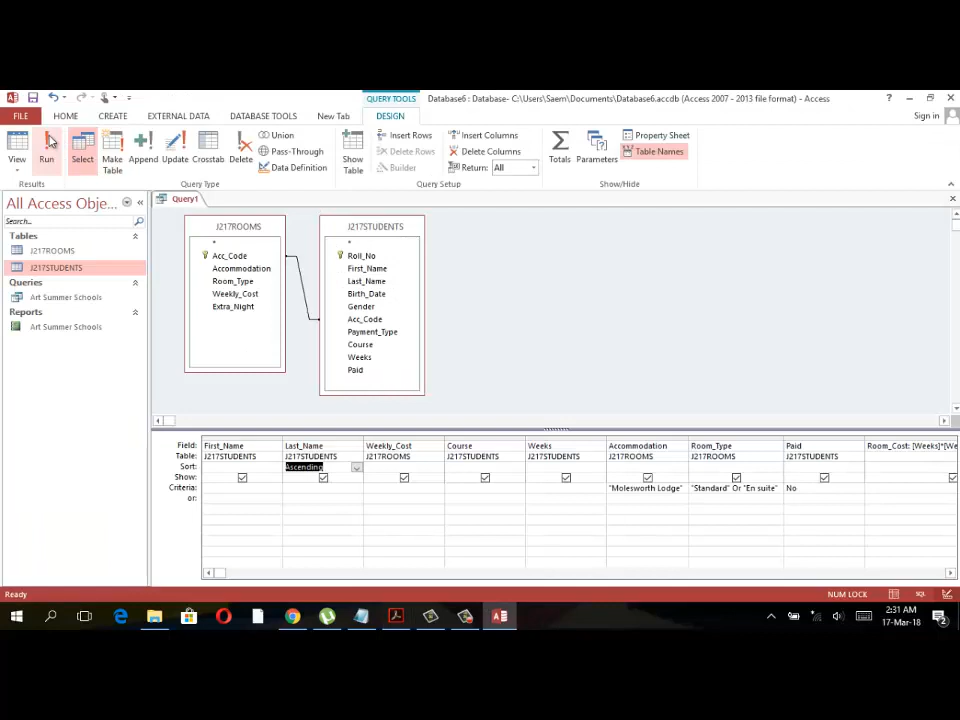 QUERY TOOLS
Database6: Database- C:\Users\Saem\Documents\Database6.accdb (Access 2007 - 2013 file format) - Access
FILE HOME CREATE EXTERNAL DATA DATABASE TOOLS New Tab DESIGN Sign in
View Run Select Make Table Append Update Crosstab Delete
Union
Pass-Through
Data Definition
Show Table
Insert Rows
Delete Rows
Builder
Insert Columns
Delete Columns
Return: All
Totals Parameters
Property Sheet
Table Names
Results Query Type Query Setup Show/Hide
All Access Obje...
Search...
Tables
J217ROOMS
J217STUDENTS
Queries
Art Summer Schools
Reports
Art Summer Schools
Query1
J217ROOMS
*
Acc_Code
Accommodation
Room_Type
Weekly_Cost
Extra_Night
J217STUDENTS
*
Roll_No
First_Name
Last_Name
Birth_Date
Gender
Acc_Code
Payment_Type
Course
Weeks
Paid
Field: First_Name Last_Name Weekly_Cost Course Weeks Accommodation Room_Type Paid Room_Cost: [Weeks]*[We
Table: J217STUDENTS J217STUDENTS J217ROOMS J217STUDENTS J217STUDENTS J217ROOMS J217ROOMS J217STUDENTS
Sort: Ascending
Show:
Criteria: "Molesworth Lodge" "Standard" Or "En suite" No
or:
Ready NUM LOCK SQL
2:31 AM
17-Mar-18
2